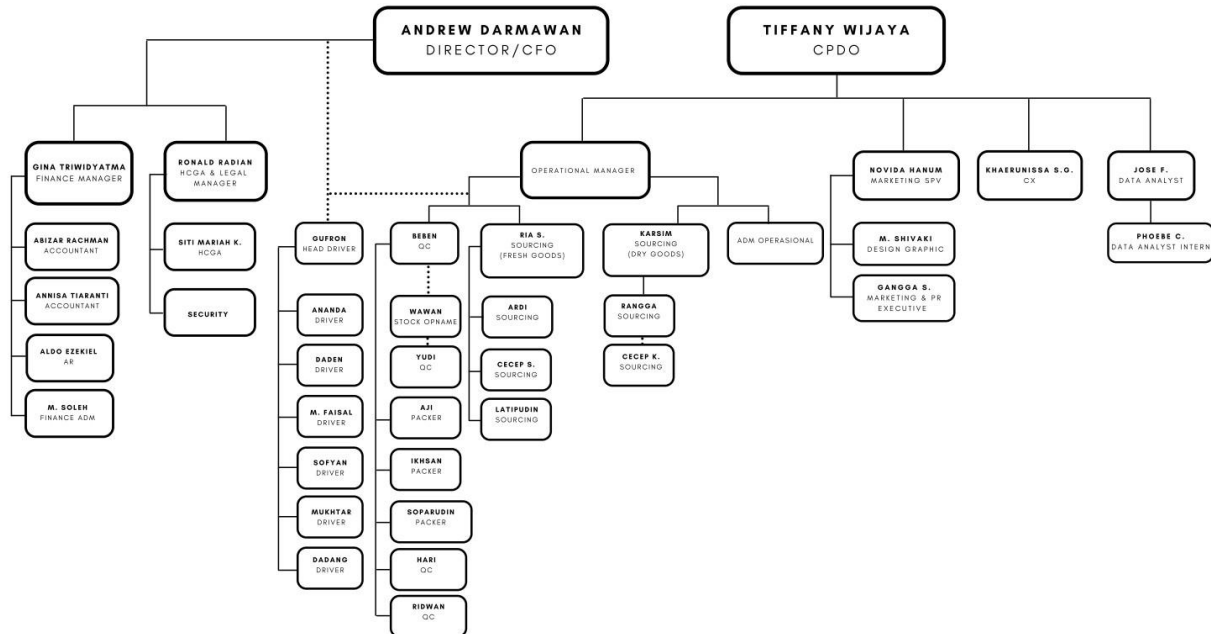 ANDREW DARMAWAN
DIRECTOR/CFO
TIFFANY WIJAYA
CPDO
GINA TRIWIDYATMA
FINANCE MANAGER
ABIZAR RACHMAN
ACCOUNTANT
ANNISA TIARANTI
ACCOUNTANT
ALDO EZEKIEL
AR
M. SOLEH
FINANCE ADM
RONALD RADIAN
HCGA & LEGAL
MANAGER
SITI MARIAH K.
HCGA
SECURITY
OPERATIONAL MANAGER
GUFRON
HEAD DRIVER
ANANDA
DRIVER
DADEN
DRIVER
M. FAISAL
DRIVER
SOFYAN
DRIVER
MUKHTAR
DRIVER
DADANG
DRIVER
BEBEN
QC
WAWAN
STOCK OPNAME
YUDI
QC
AJI
PACKER
IKHSAN
PACKER
SOPARUDIN
PACKER
HARI
QC
RIDWAN
QC
RIA S.
SOURCING
(FRESH GOODS)
ARDI
SOURCING
CECEP S.
SOURCING
LATIPUDIN
SOURCING
KARSIM
SOURCING
(DRY GOODS)
RANGGA
SOURCING
CECEP K.
SOURCING
ADM OPERASIONAL
NOVIDA HANUM
MARKETING SPV
M. SHIVAKI
DESIGN GRAPHIC
GANGGA S.
MARKETING & PR
EXECUTIVE
KHAERUNISSA S.G.
CX
JOSE F.
DATA ANALYST
PHOEBE C.
DATA ANALYST INTERN